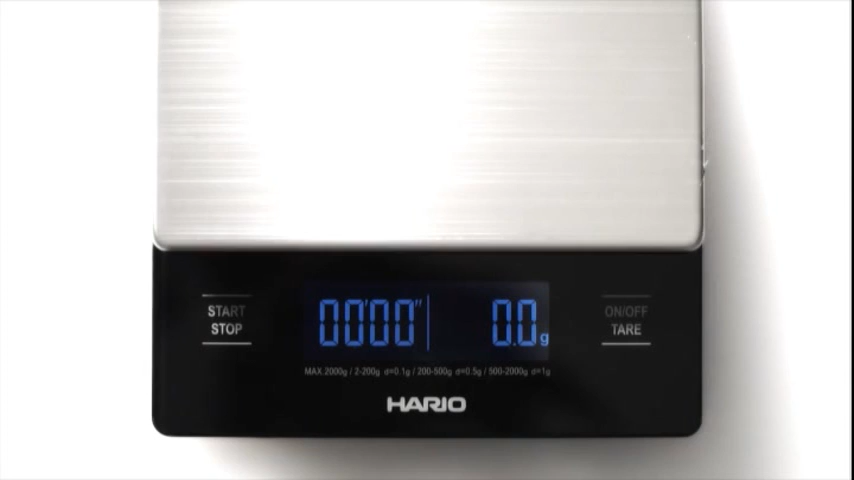 START
STOP
00'00" 0.0g
ON/OFF
TARE
MAX.2000g / 2-200g d=0.1g / 200-500g d=0.5g / 500-2000g d=1g
HARIO